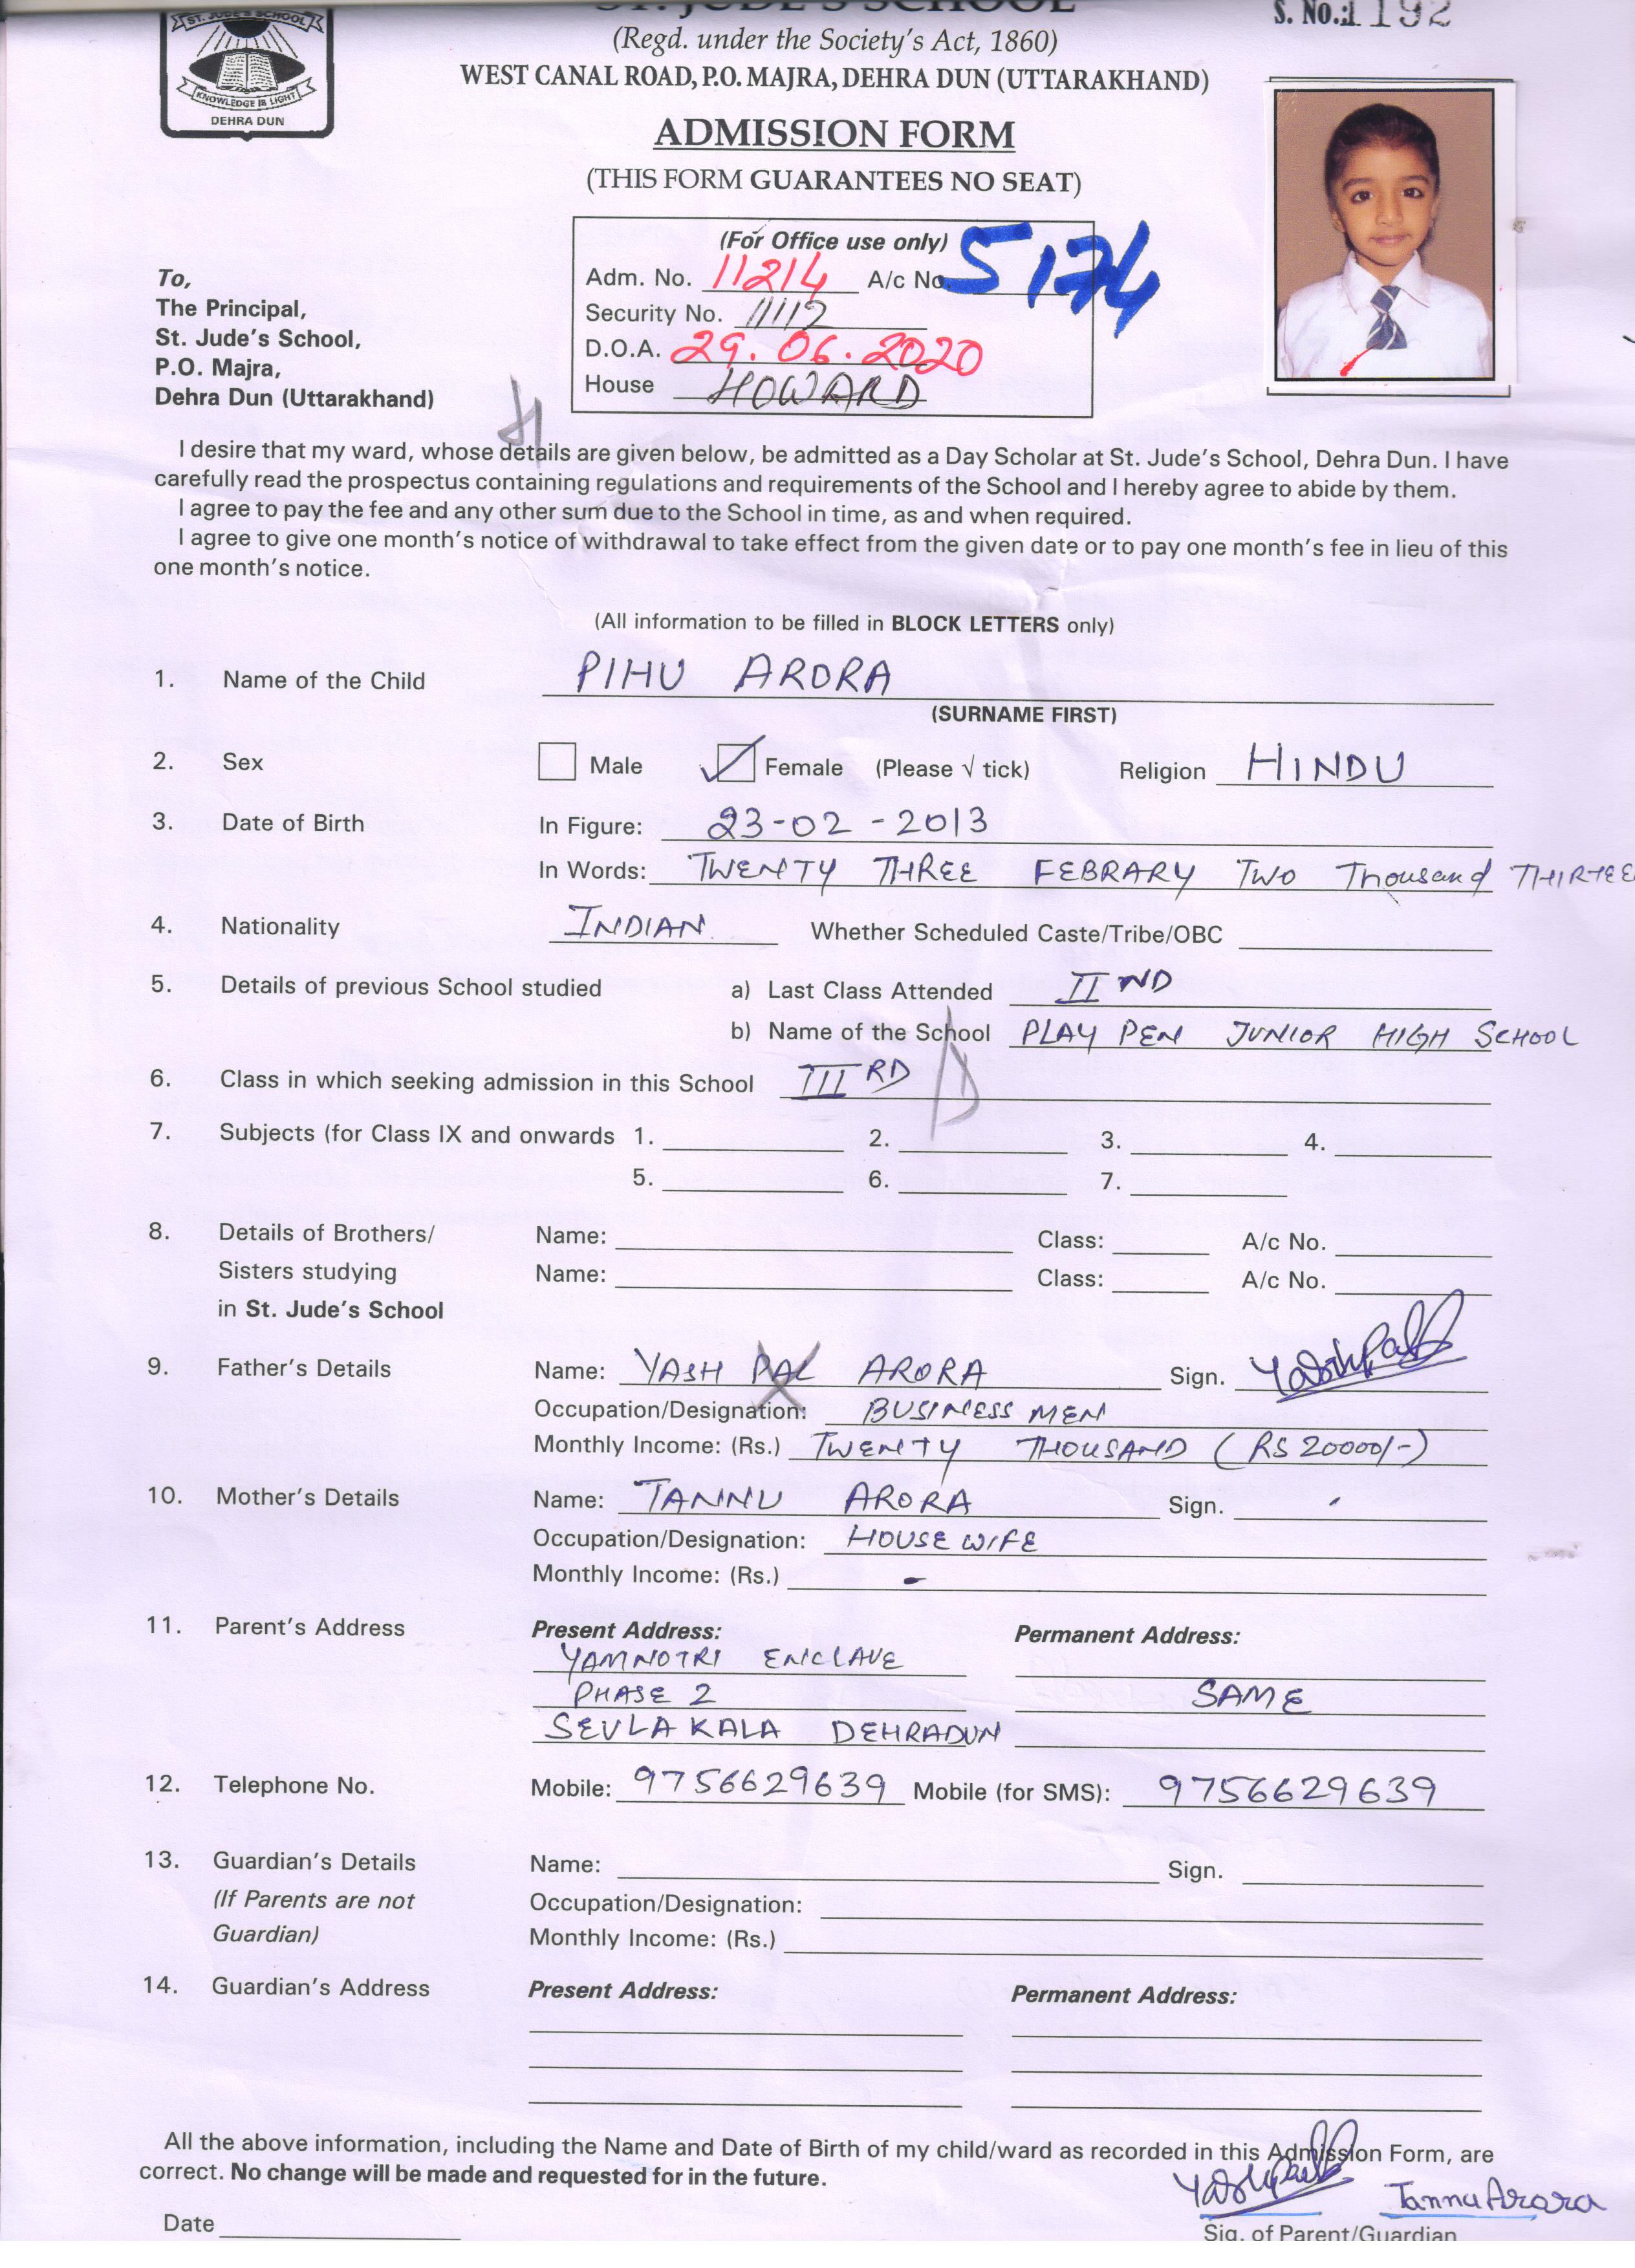 ST. JUDE'S SCHOOL
S. No.: 1192
(Regd. under the Society's Act, 1860)
WEST CANAL ROAD, P.O. MAJRA, DEHRA DUN (UTTARAKHAND)
ST. JUDE'S SCHOOL
KNOWLEDGE IS LIGHT
DEHRA DUN
ADMISSION FORM
(THIS FORM GUARANTEES NO SEAT)
(For Office use only)
Adm. No. 11214 A/c No. 5174
Security No. 11112
D.O.A. 29.06.2020
House HOWARD
To,
The Principal,
St. Jude's School,
P.O. Majra,
Dehra Dun (Uttarakhand)
I desire that my ward, whose details are given below, be admitted as a Day Scholar at St. Jude's School, Dehra Dun. I have
carefully read the prospectus containing regulations and requirements of the School and I hereby agree to abide by them.
I agree to pay the fee and any other sum due to the School in time, as and when required.
I agree to give one month's notice of withdrawal to take effect from the given date or to pay one month's fee in lieu of this
one month's notice.
(All information to be filled in BLOCK LETTERS only)
1. Name of the Child PIHU ARORA
(SURNAME FIRST)
2. Sex Male Female (Please √ tick) Religion HINDU
3. Date of Birth In Figure: 23-02-2013
In Words: TWENTY THREE FEBRARY TWO Thousand THIRTEE
4. Nationality INDIAN Whether Scheduled Caste/Tribe/OBC
5. Details of previous School studied a) Last Class Attended II ND
b) Name of the School PLAY PEN JUNIOR HIGH SCHOOL
6. Class in which seeking admission in this School III RD
7. Subjects (for Class IX and onwards 1. 2. 3. 4.
5. 6. 7.
8. Details of Brothers/ Name: Class: A/c No.
Sisters studying Name: Class: A/c No.
in St. Jude's School
9. Father's Details Name: YASH PAL ARORA Sign. Yashpal
Occupation/Designation: BUSINESS MEN
Monthly Income: (Rs.) TWENTY THOUSAND (RS 20000/-)
10. Mother's Details Name: TANNU ARORA Sign.
Occupation/Designation: HOUSE WIFE
Monthly Income: (Rs.) -
11. Parent's Address Present Address: Permanent Address:
YAMNOTRI ENCLAVE
PHASE 2 SAME
SEVLA KALA DEHRADUN
12. Telephone No. Mobile: 9756629639 Mobile (for SMS): 9756629639
13. Guardian's Details Name: Sign.
(If Parents are not Occupation/Designation:
Guardian) Monthly Income: (Rs.)
14. Guardian's Address Present Address: Permanent Address:
All the above information, including the Name and Date of Birth of my child/ward as recorded in this Admission Form, are
correct. No change will be made and requested for in the future.
Yashpal Tannu Arora
Date Sig. of Parent/Guardian